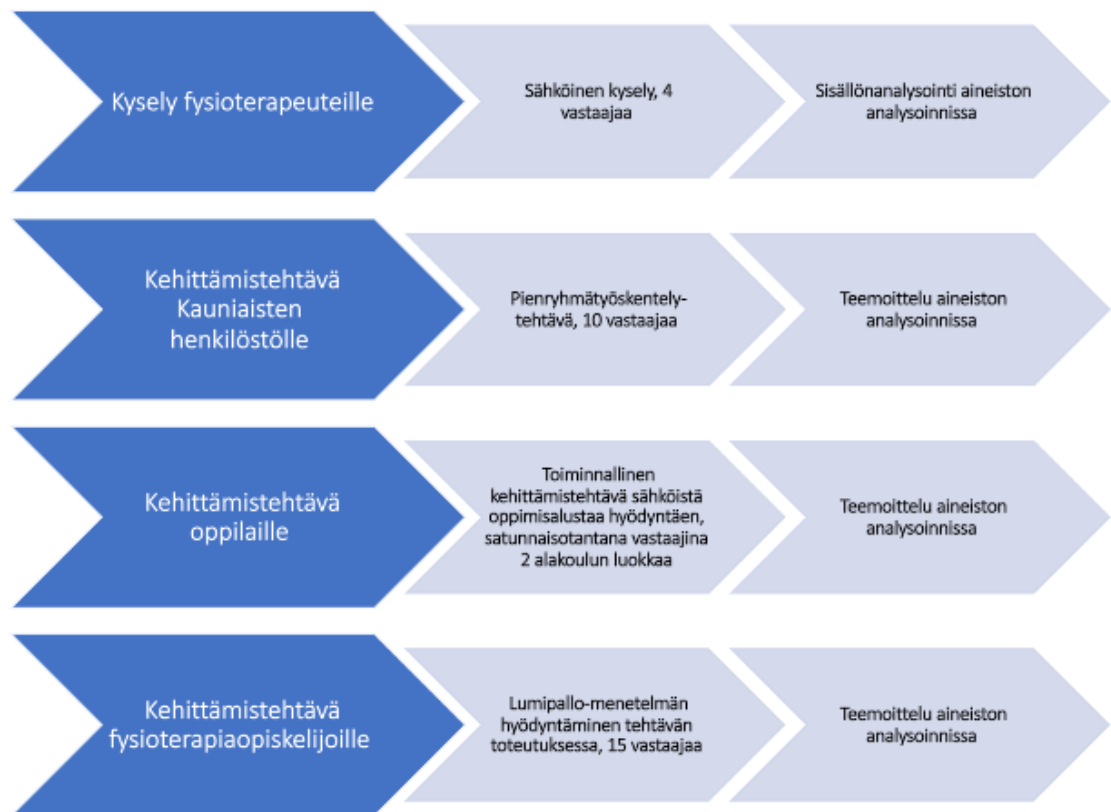 Kysely fysioterapeuteille
Sähköinen kysely, 4
vastaajaa
Sisällönanalysointi aineiston
analysoinnissa
Kehittämistehtävä
Kauniaisten
henkilöstölle
Pienryhmätyöskentely-
tehtävä, 10 vastaajaa
Teemoittelu aineiston
analysoinnissa
Kehittämistehtävä
oppilaille
Toiminnallinen
kehittämistehtävä sähköistä
oppimisalustaa hyödyntäen,
satunnaisotantana vastaajina
2 alakoulun luokkaa
Teemoittelu aineiston
analysoinnissa
Kehittämistehtävä
fysioterapiaopiskelijoille
Lumipallo-menetelmän
hyödyntäminen tehtävän
toteutuksessa, 15 vastaajaa
Teemoittelu aineiston
analysoinnissa